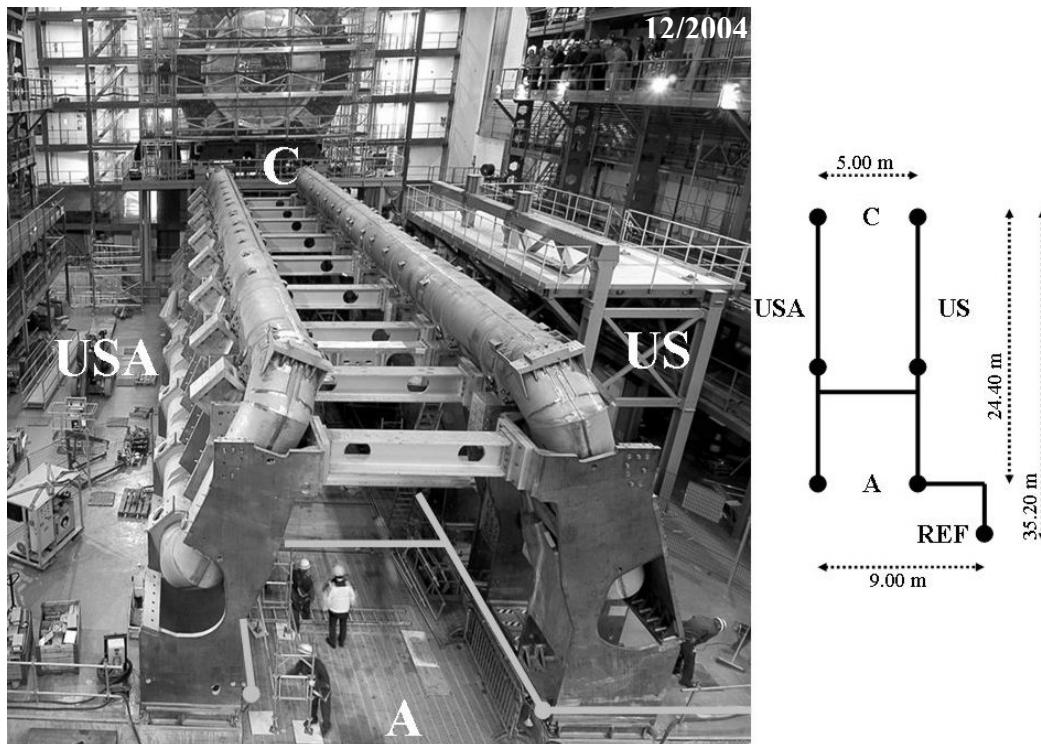 12/2004
C
USA
US
A
5.00 m
C
USA
US
24.40 m
35.20 m
A
REF
9.00 m